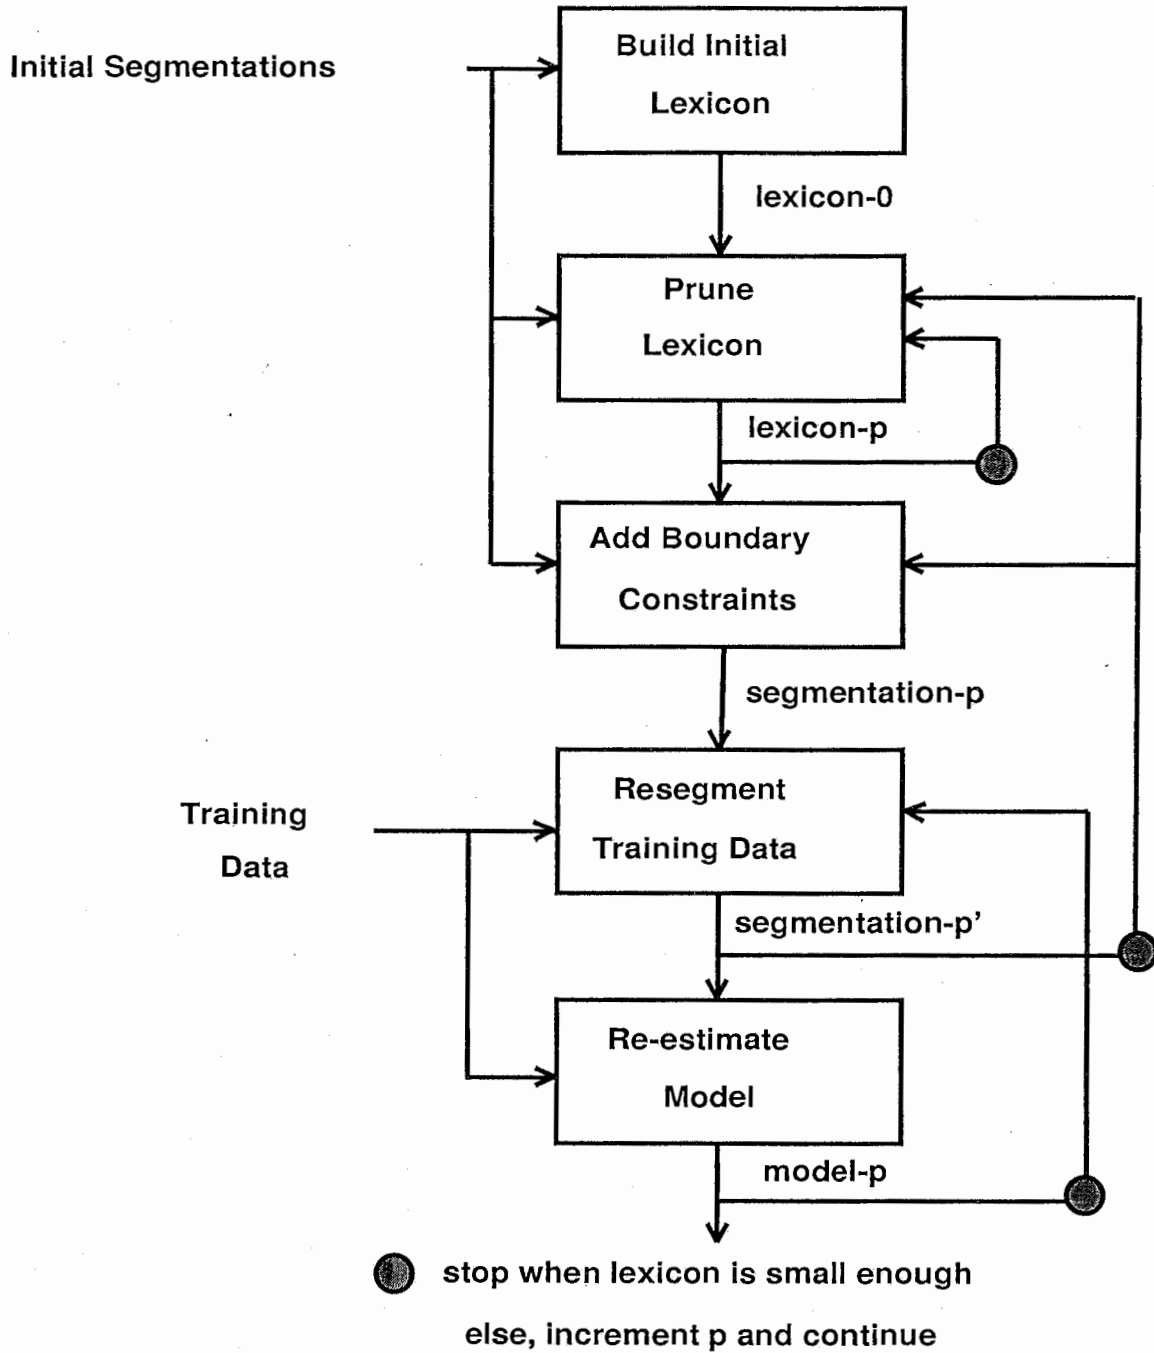 Initial Segmentations
Build Initial
Lexicon
lexicon-0
Prune
Lexicon
lexicon-p
Add Boundary
Constraints
segmentation-p
Training
Data
Resegment
Training Data
segmentation-p’
Re-estimate
Model
model-p
stop when lexicon is small enough
else, increment p and continue